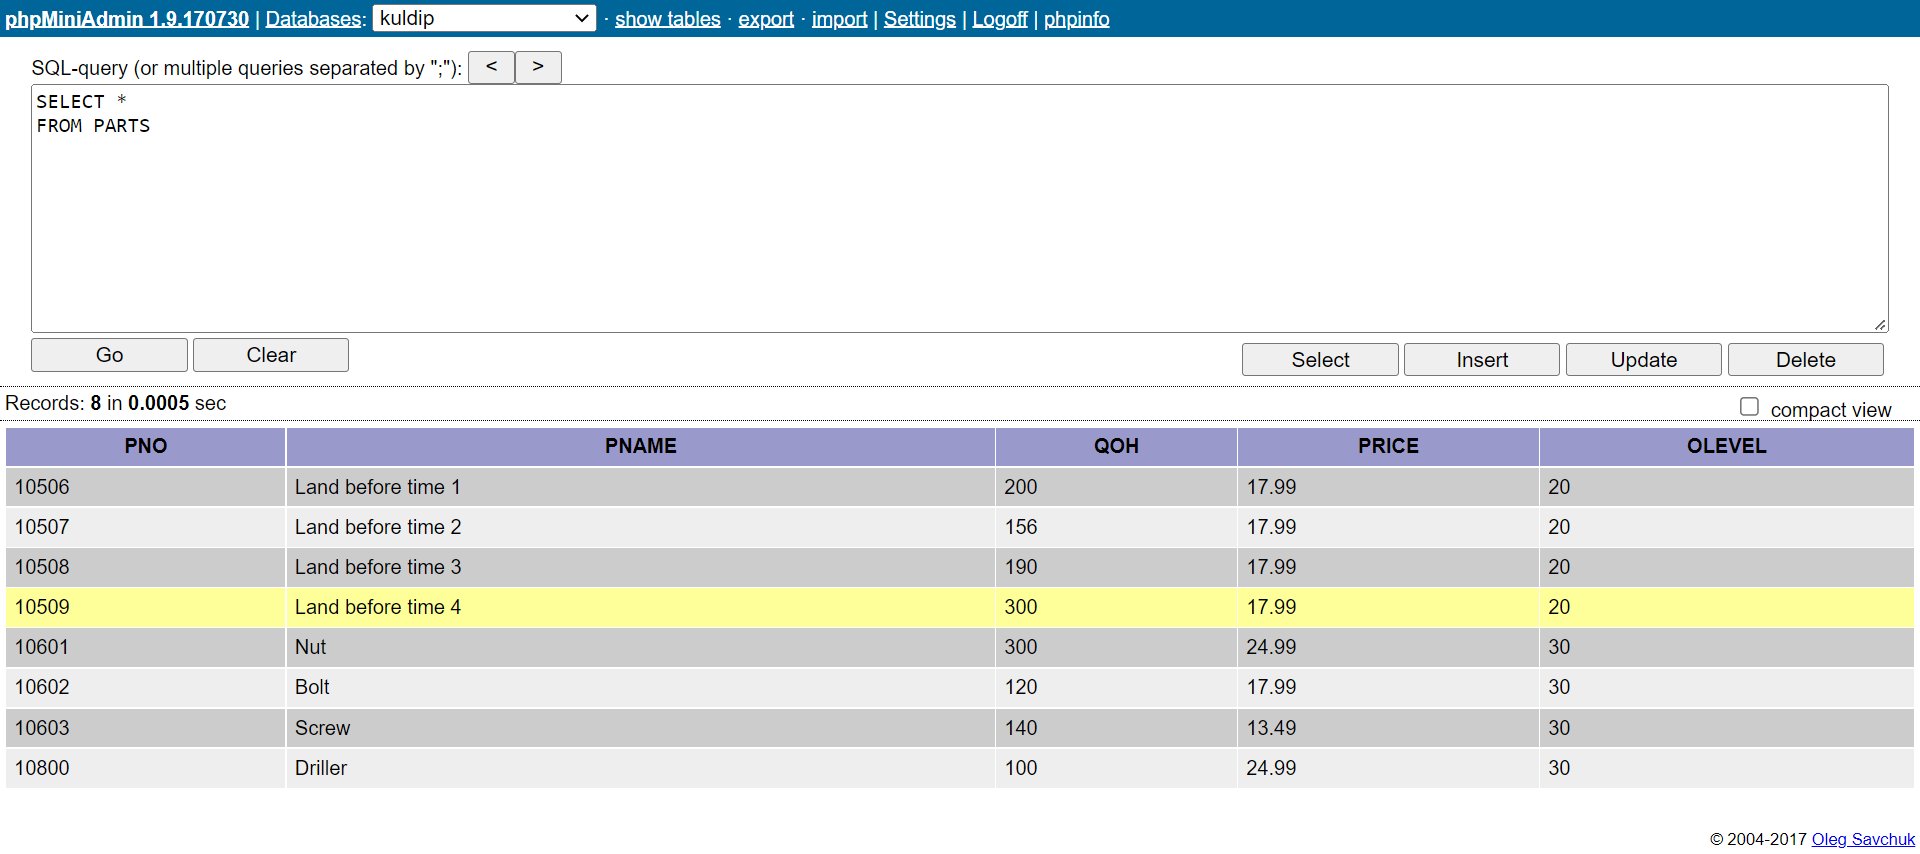 phpMiniAdmin 1.9.170730 | Databases: kuldip · show tables · export · import | Settings | Logoff | phpinfo
SQL-query (or multiple queries separated by ";"): < >
SELECT *
FROM PARTS
Go Clear Select Insert Update Delete
Records: 8 in 0.0005 sec compact view
PNO PNAME QOH PRICE OLEVEL
10506 Land before time 1 200 17.99 20
10507 Land before time 2 156 17.99 20
10508 Land before time 3 190 17.99 20
10509 Land before time 4 300 17.99 20
10601 Nut 300 24.99 30
10602 Bolt 120 17.99 30
10603 Screw 140 13.49 30
10800 Driller 100 24.99 30
© 2004-2017 Oleg Savchuk